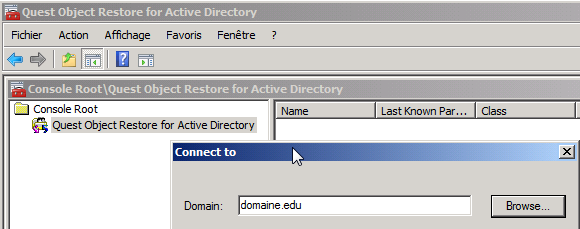 Quest Object Restore for Active Directory
Fichier Action Affichage Favoris Fenêtre ?
Console Root\Quest Object Restore for Active Directory
Console Root
Quest Object Restore for Active Directory
Name Last Known Par... Class
Connect to
Domain: domaine.edu Browse...